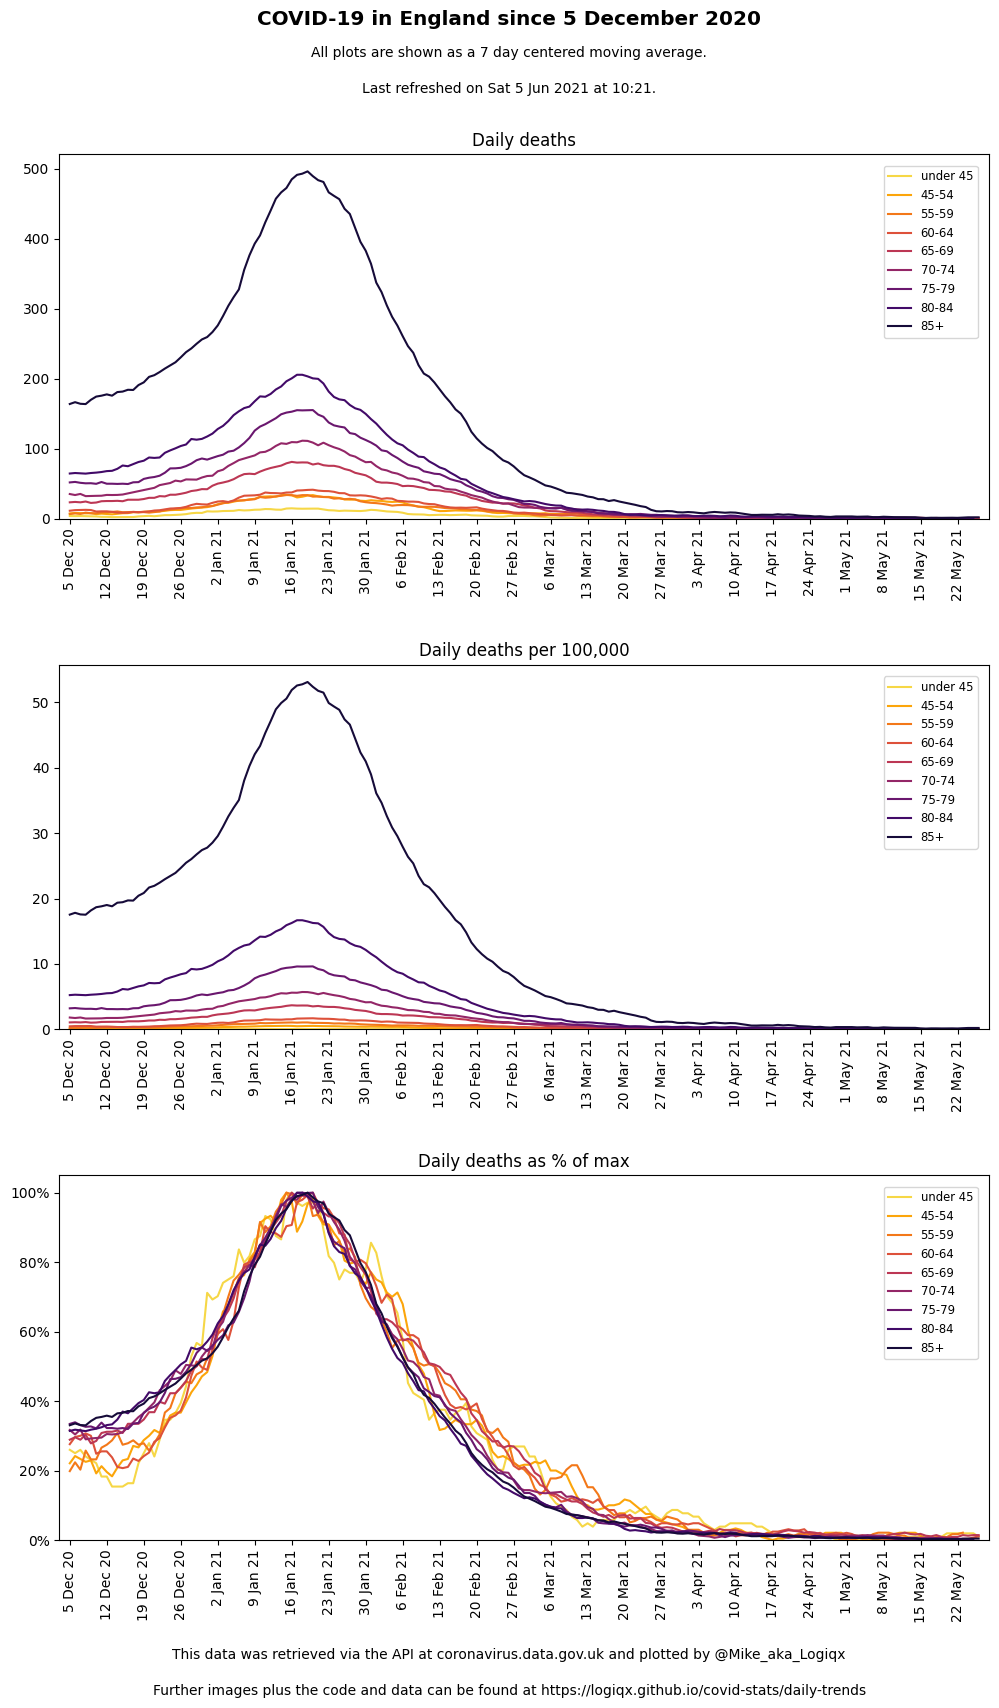 COVID-19 in England since 5 December 2020
All plots are shown as a 7 day centered moving average.
Last refreshed on Sat 5 Jun 2021 at 10:21.
Daily deaths
500
400
300
200
100
0
under 45
45-54
55-59
60-64
65-69
70-74
75-79
80-84
85+
5 Dec 20
12 Dec 20
19 Dec 20
26 Dec 20
2 Jan 21
9 Jan 21
16 Jan 21
23 Jan 21
30 Jan 21
6 Feb 21
13 Feb 21
20 Feb 21
27 Feb 21
6 Mar 21
13 Mar 21
20 Mar 21
27 Mar 21
3 Apr 21
10 Apr 21
17 Apr 21
24 Apr 21
1 May 21
8 May 21
15 May 21
22 May 21
Daily deaths per 100,000
50
40
30
20
10
0
under 45
45-54
55-59
60-64
65-69
70-74
75-79
80-84
85+
5 Dec 20
12 Dec 20
19 Dec 20
26 Dec 20
2 Jan 21
9 Jan 21
16 Jan 21
23 Jan 21
30 Jan 21
6 Feb 21
13 Feb 21
20 Feb 21
27 Feb 21
6 Mar 21
13 Mar 21
20 Mar 21
27 Mar 21
3 Apr 21
10 Apr 21
17 Apr 21
24 Apr 21
1 May 21
8 May 21
15 May 21
22 May 21
Daily deaths as % of max
100%
80%
60%
40%
20%
0%
under 45
45-54
55-59
60-64
65-69
70-74
75-79
80-84
85+
5 Dec 20
12 Dec 20
19 Dec 20
26 Dec 20
2 Jan 21
9 Jan 21
16 Jan 21
23 Jan 21
30 Jan 21
6 Feb 21
13 Feb 21
20 Feb 21
27 Feb 21
6 Mar 21
13 Mar 21
20 Mar 21
27 Mar 21
3 Apr 21
10 Apr 21
17 Apr 21
24 Apr 21
1 May 21
8 May 21
15 May 21
22 May 21
This data was retrieved via the API at coronavirus.data.gov.uk and plotted by @Mike_aka_Logiqx
Further images plus the code and data can be found at https://logiqx.github.io/covid-stats/daily-trends